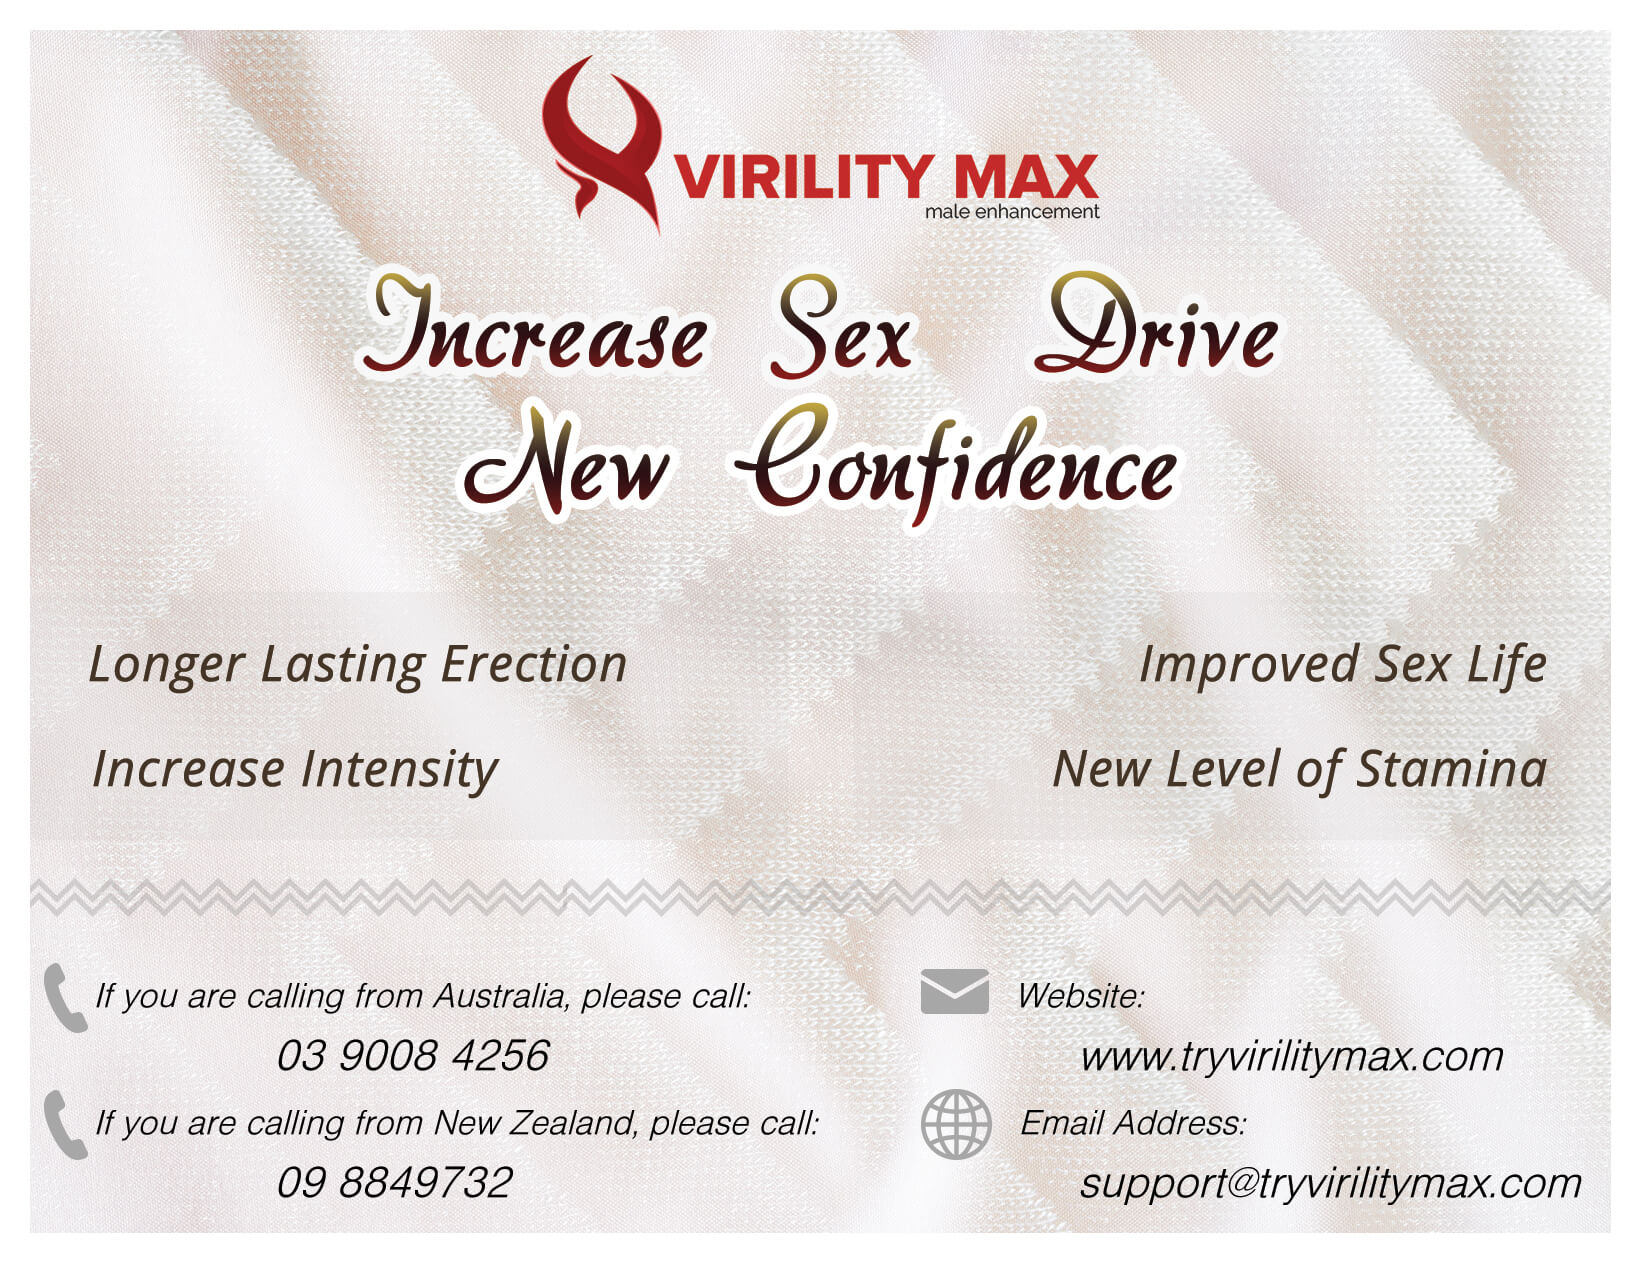 VIRILITY MAX
male enhancement
Increase Sex Drive
New Confidence
Longer Lasting Erection
Improved Sex Life
Increase Intensity
New Level of Stamina
If you are calling from Australia, please call:
03 9008 4256
If you are calling from New Zealand, please call:
09 8849732
Website:
www.tryvirilitymax.com
Email Address:
support@tryvirilitymax.com